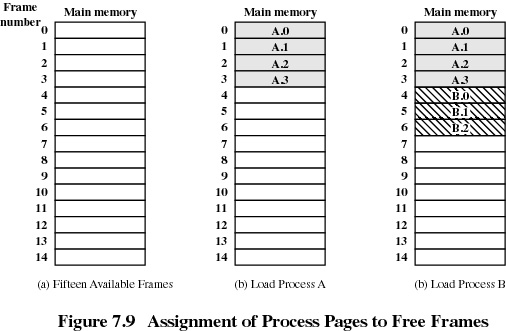 Frame
number
Main memory
0
1
2
3
4
5
6
7
8
9
10
11
12
13
14
(a) Fifteen Available Frames
Main memory
0 A.0
1 A.1
2 A.2
3 A.3
4
5
6
7
8
9
10
11
12
13
14
(b) Load Process A
Main memory
0 A.0
1 A.1
2 A.2
3 A.3
4 B.0
5 B.1
6 B.2
7
8
9
10
11
12
13
14
(b) Load Process B
Figure 7.9 Assignment of Process Pages to Free Frames